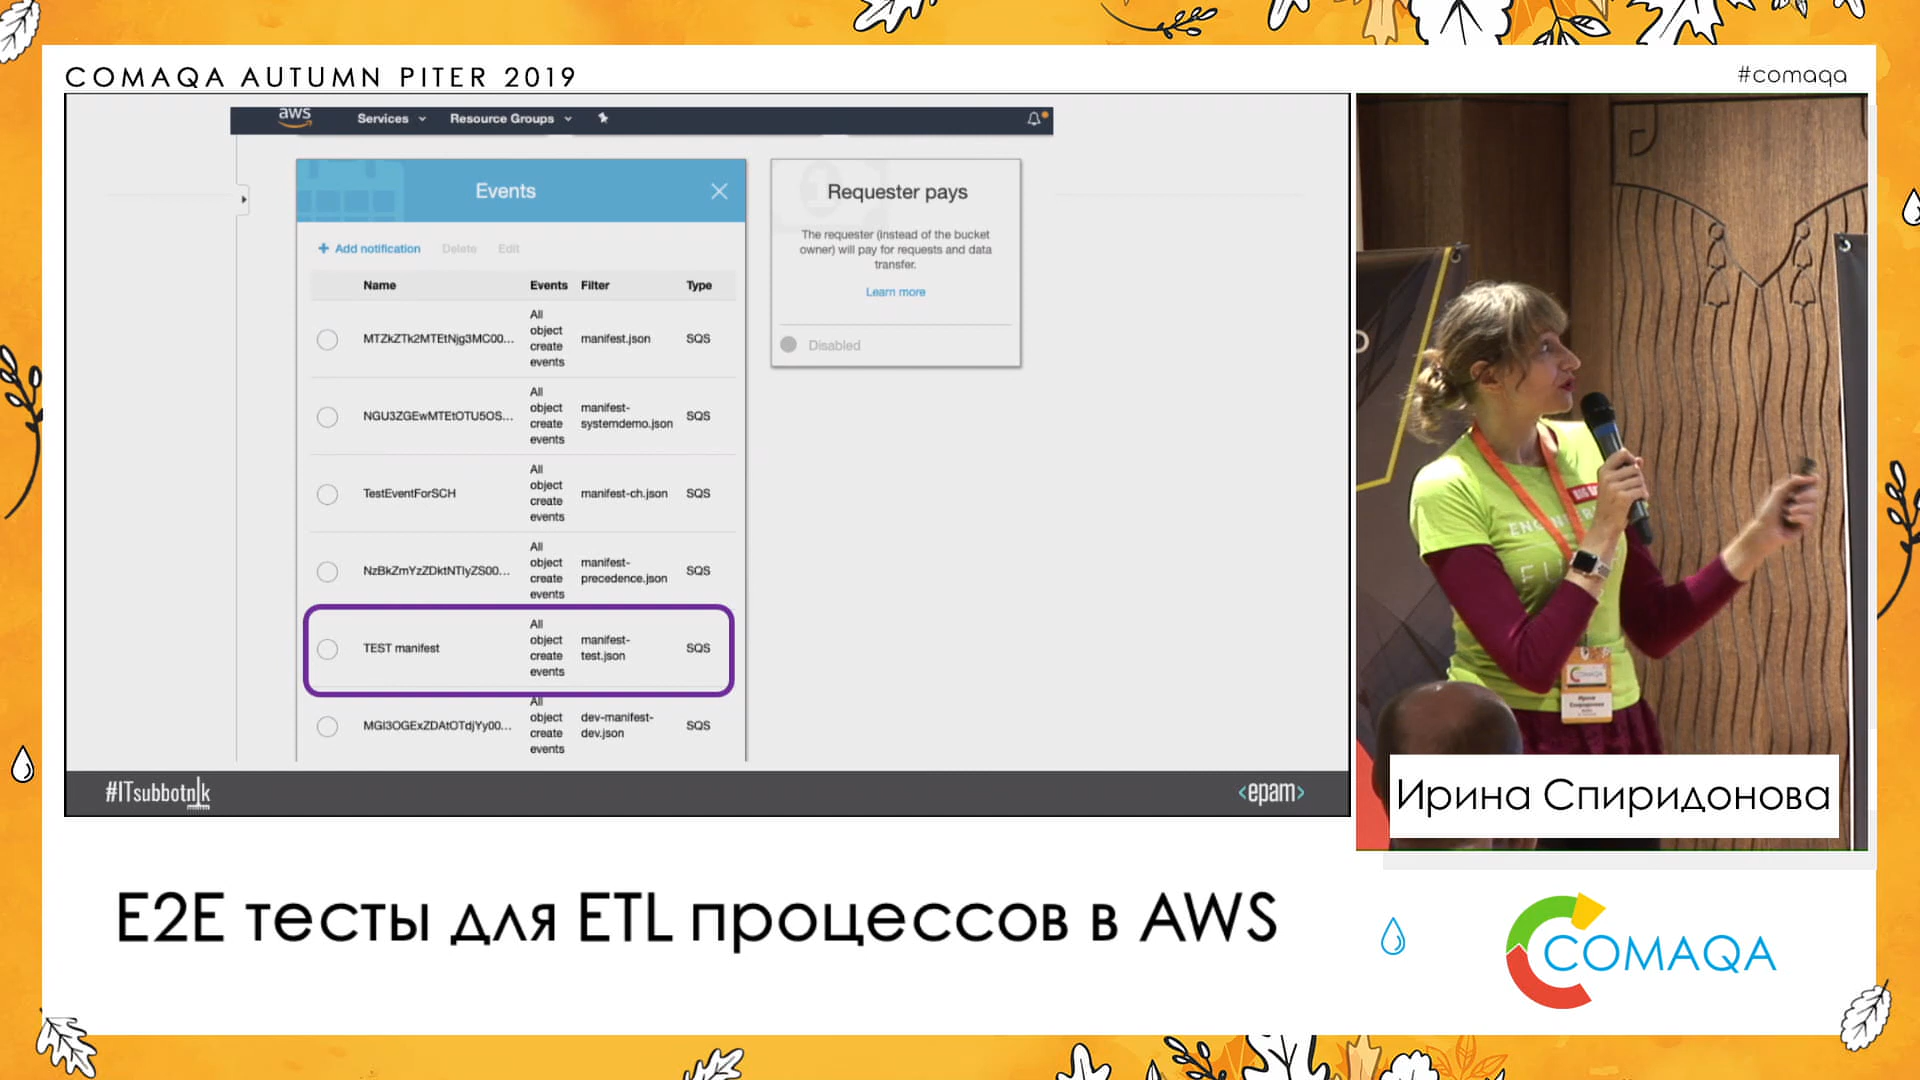 COMAQA AUTUMN PITER 2019
#comaqa
aws Services Resource Groups
Events
Requester pays
The requester (instead of the bucket
owner) will pay for requests and data
transfer.
Learn more
Disabled
+ Add notification Delete Edit
Name Events Filter Type
MTZkZTk2MTEtNjg3MC00... All object create events manifest.json SQS
NGU3ZGEwMTEtOTU5OS... All object create events manifest-systemdemo.json SQS
TestEventForSCH All object create events manifest-ch.json SQS
NzBkZmYzZDktNTIyZS00... All object create events manifest-precedence.json SQS
TEST manifest All object create events manifest-test.json SQS
MGI3OGExZDAtOTdjYy00... All object create events dev-manifest-dev.json SQS
#ITsubbotnik
<epam>
Ирина Спиридонова
E2E тесты для ETL процессов в AWS
COMAQA